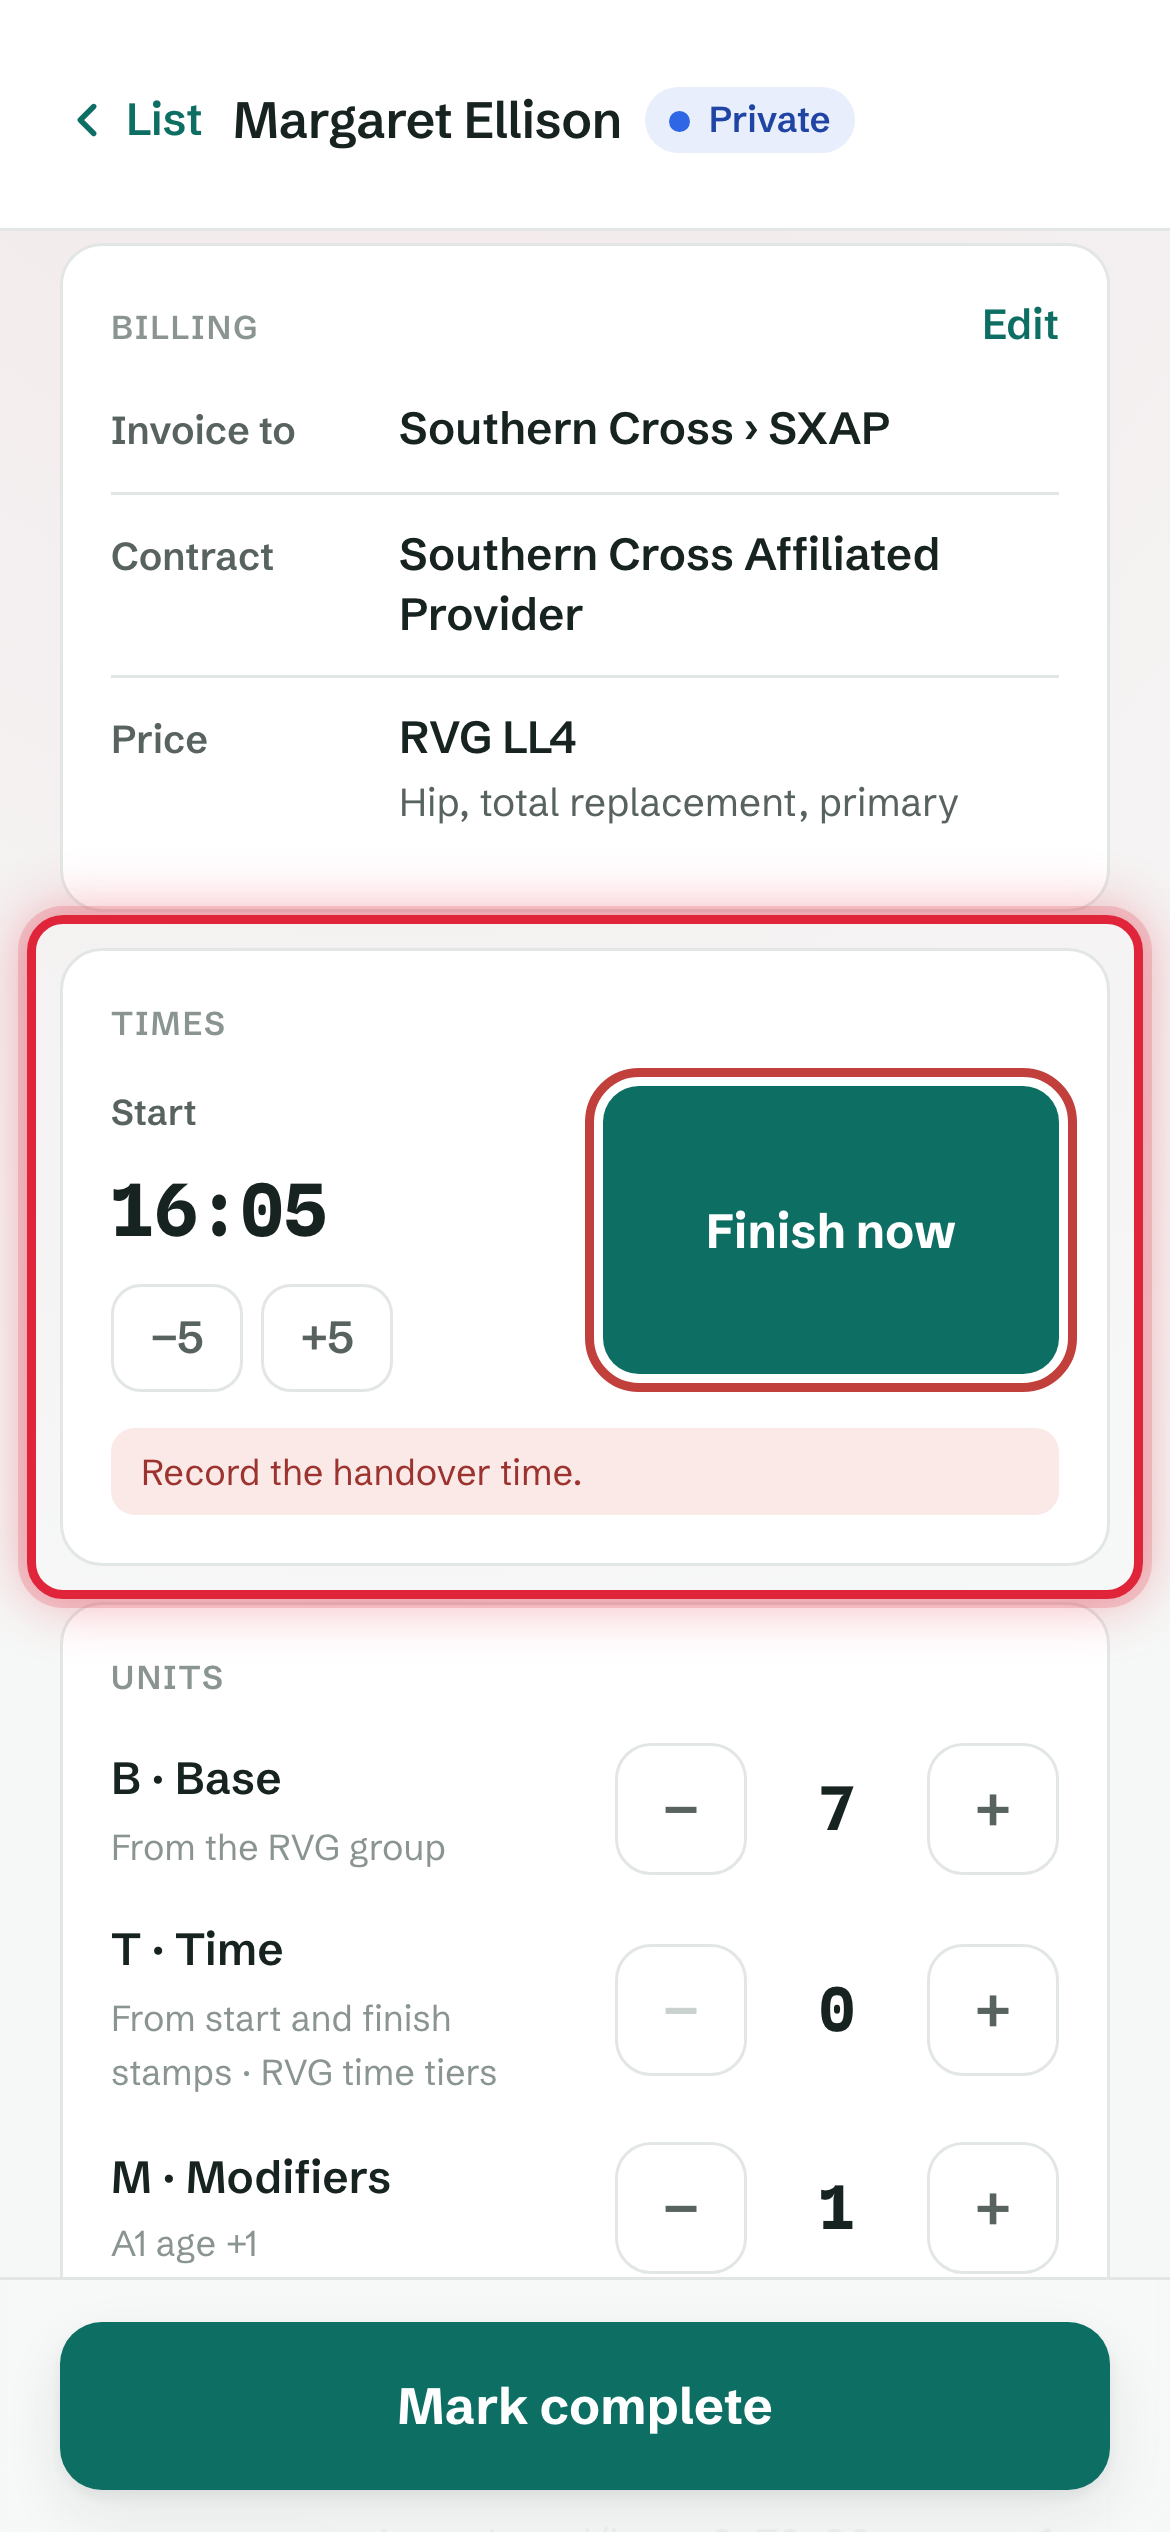 List Margaret Ellison Private
BILLING Edit
Invoice to Southern Cross › SXAP
Contract Southern Cross Affiliated
Provider
Price RVG LL4
Hip, total replacement, primary
TIMES
Start
16:05
Finish now
−5 +5
Record the handover time.
UNITS
B · Base
From the RVG group
− 7 +
T · Time
From start and finish
stamps · RVG time tiers
− 0 +
M · Modifiers
A1 age +1
− 1 +
Mark complete